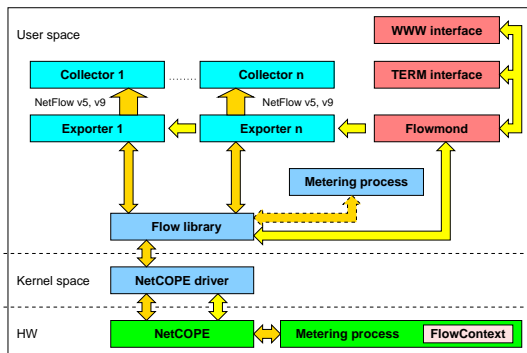 User space
WWW interface
Collector 1 ........ Collector n
TERM interface
NetFlow v5, v9 NetFlow v5, v9
Exporter 1 Exporter n Flowmond
Metering process
Flow library
Kernel space
NetCOPE driver
HW
NetCOPE Metering process FlowContext